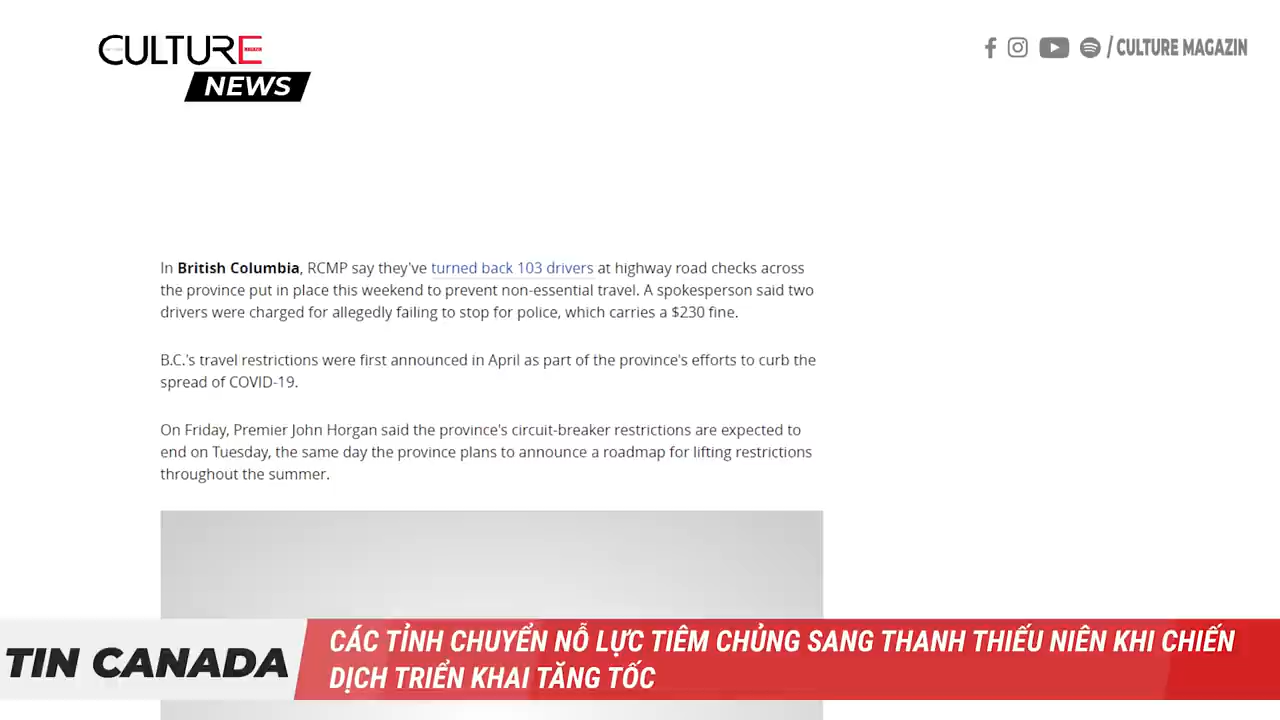 CULTURE
NEWS
/ CULTURE MAGAZIN
In British Columbia, RCMP say they've turned back 103 drivers at highway road checks across
the province put in place this weekend to prevent non-essential travel. A spokesperson said two
drivers were charged for allegedly failing to stop for police, which carries a $230 fine.
B.C.'s travel restrictions were first announced in April as part of the province's efforts to curb the
spread of COVID-19.
On Friday, Premier John Horgan said the province's circuit-breaker restrictions are expected to
end on Tuesday, the same day the province plans to announce a roadmap for lifting restrictions
throughout the summer.
TIN CANADA
CÁC TỈNH CHUYỂN NỖ LỰC TIÊM CHỦNG SANG THANH THIẾU NIÊN KHI CHIẾN
DỊCH TRIỂN KHAI TĂNG TỐC